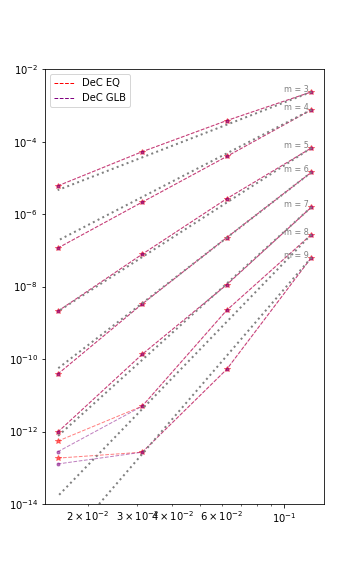 10⁻²
DeC EQ
DeC GLB
m = 3
m = 4
10⁻⁴
m = 5
m = 6
10⁻⁶
m = 7
m = 8
10⁻⁸
m = 9
10⁻¹⁰
10⁻¹²
10⁻¹⁴
2 × 10⁻² 3 × 10⁻² 4 × 10⁻² 6 × 10⁻² 10⁻¹